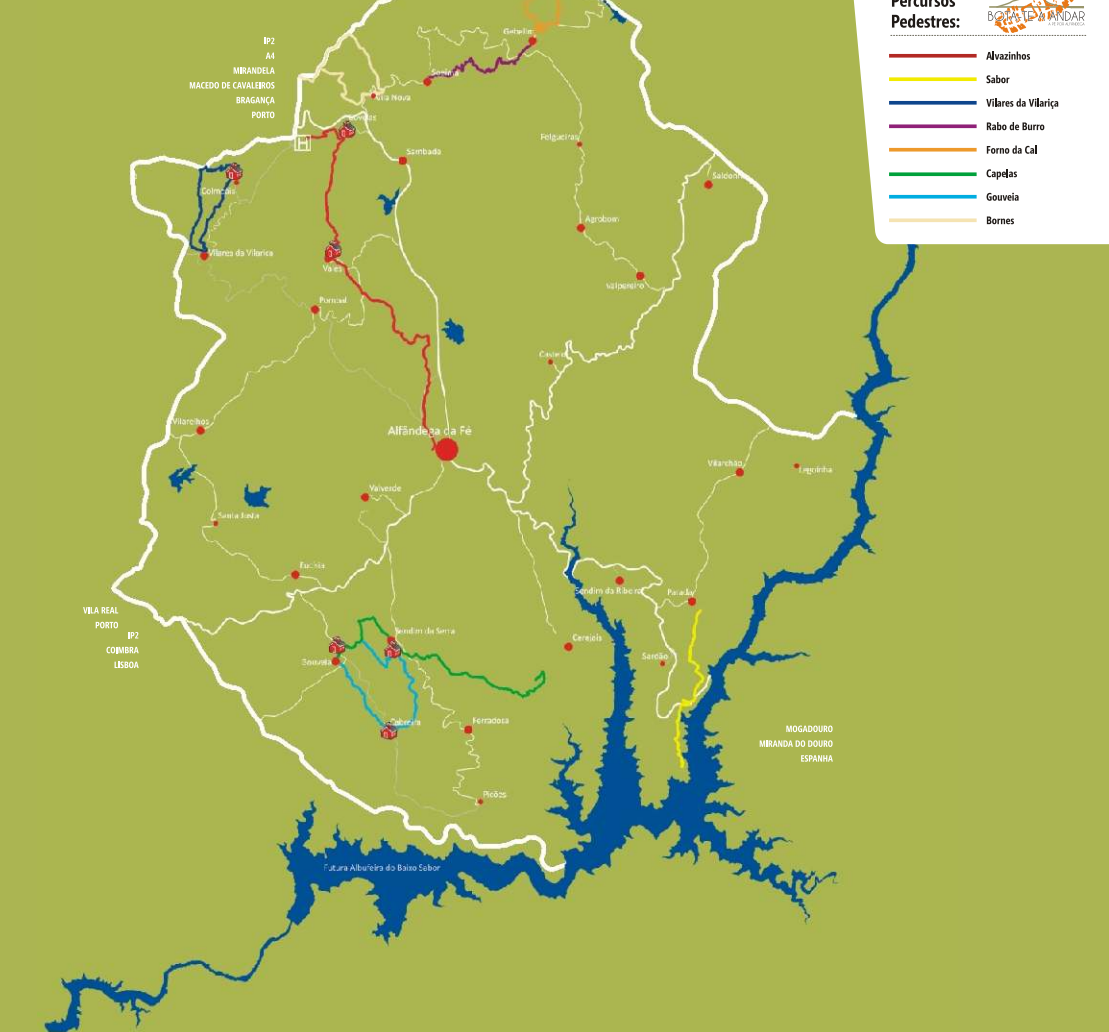 Percursos
Pedestres:
BOTA-TE A ANDAR
Alvazinhos
Sabor
Vilares da Vilariça
Rabo de Burro
Forno da Cal
Capelas
Gouveia
Bornes
IP2
A4
MIRANDELA
MACEDO DE CAVALEIROS
BRAGANÇA
PORTO
Gebelim
Vila Nova
Sambade
Felgueiras
Saldonha
Colmeais
Agrobom
Vilares da Vilariça
Vales
Valpereiro
Pombal
Castelo
Vilarelhos
Alfândega da Fé
Vilarchão
Legoinha
Valverde
Santa Justa
Eucísia
Sendim da Ribeira
Parada
VILA REAL
PORTO
IP2
COIMBRA
LISBOA
Sendim da Serra
Cerejais
Gouveia
Sardão
Cabreira
Ferradosa
MOGADOURO
MIRANDA DO DOURO
ESPANHA
Picões
Futura Albufeira do Baixo Sabor
H